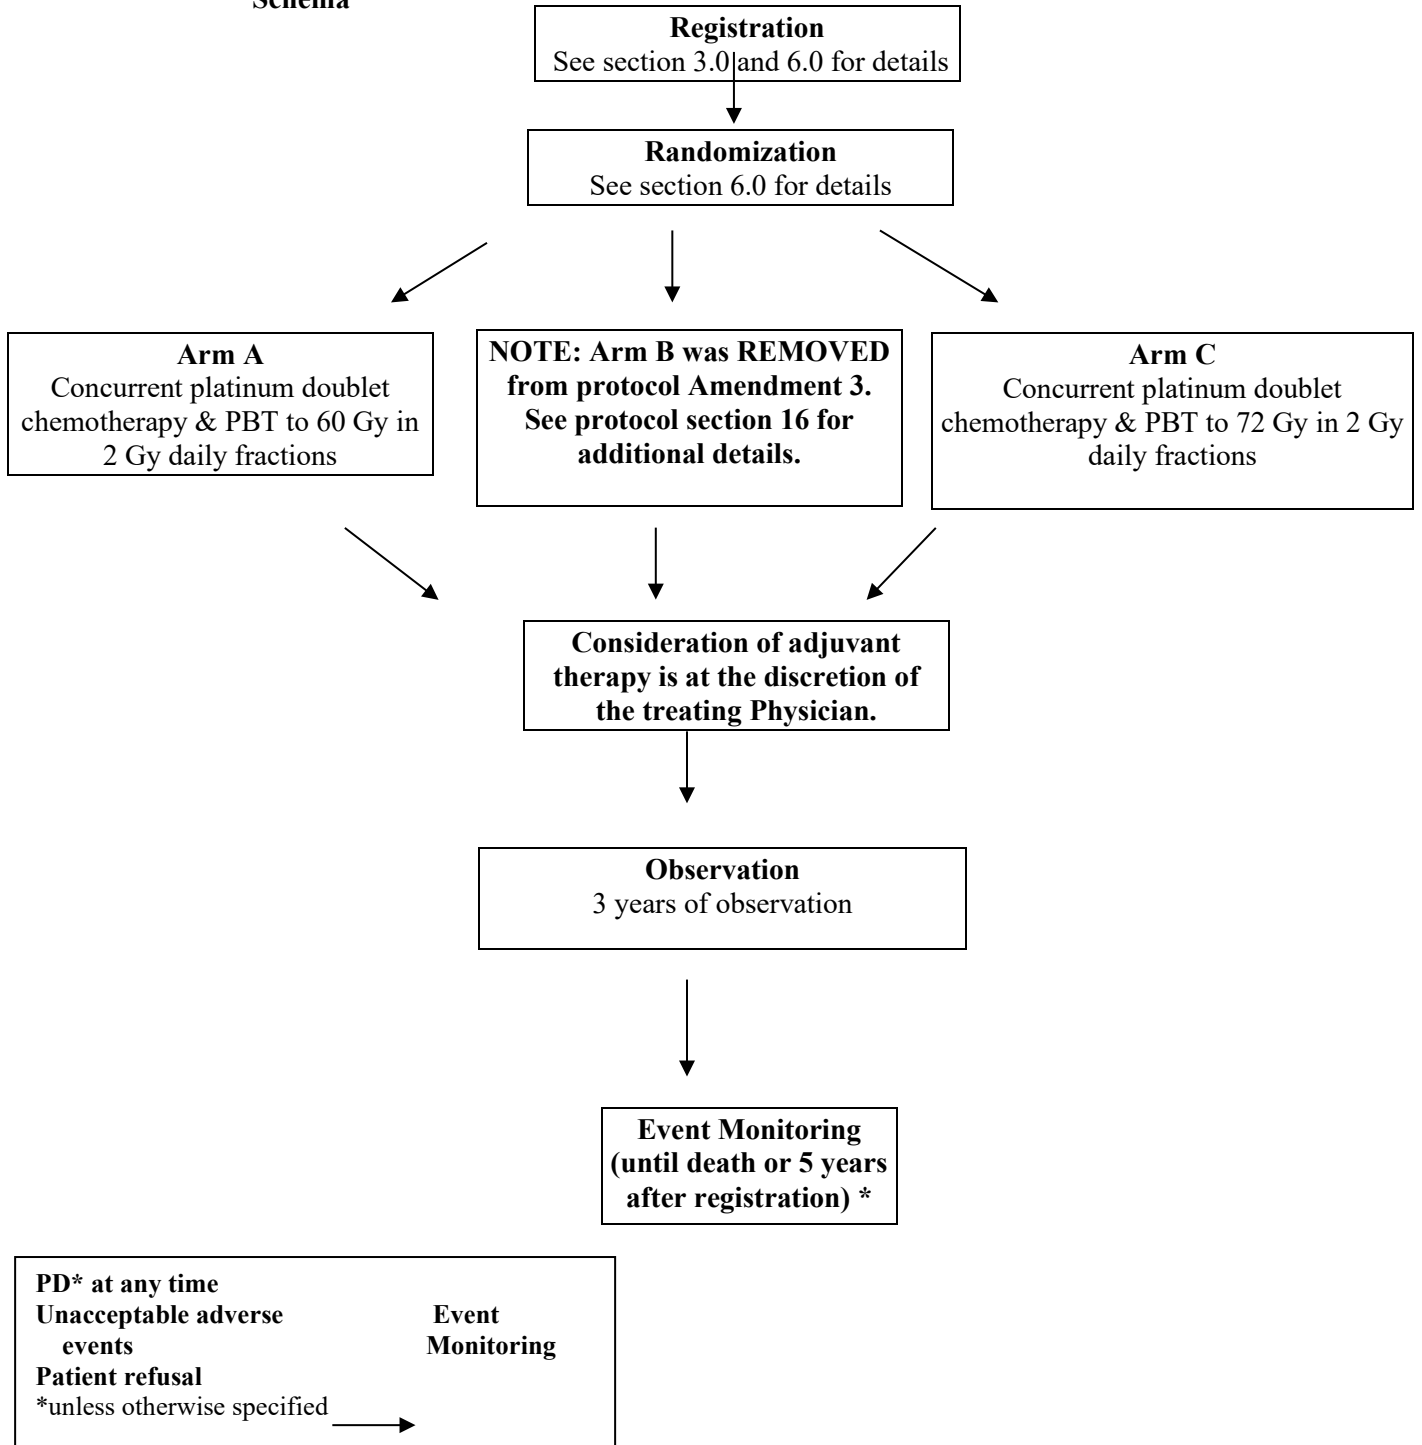 Schema
Registration
See section 3.0 and 6.0 for details
Randomization
See section 6.0 for details
Arm A
Concurrent platinum doublet
chemotherapy & PBT to 60 Gy in
2 Gy daily fractions
NOTE: Arm B was REMOVED
from protocol Amendment 3.
See protocol section 16 for
additional details.
Arm C
Concurrent platinum doublet
chemotherapy & PBT to 72 Gy in 2 Gy
daily fractions
Consideration of adjuvant
therapy is at the discretion of
the treating Physician.
Observation
3 years of observation
Event Monitoring
(until death or 5 years
after registration) *
PD* at any time
Unacceptable adverse
events
Patient refusal
*unless otherwise specified
Event
Monitoring